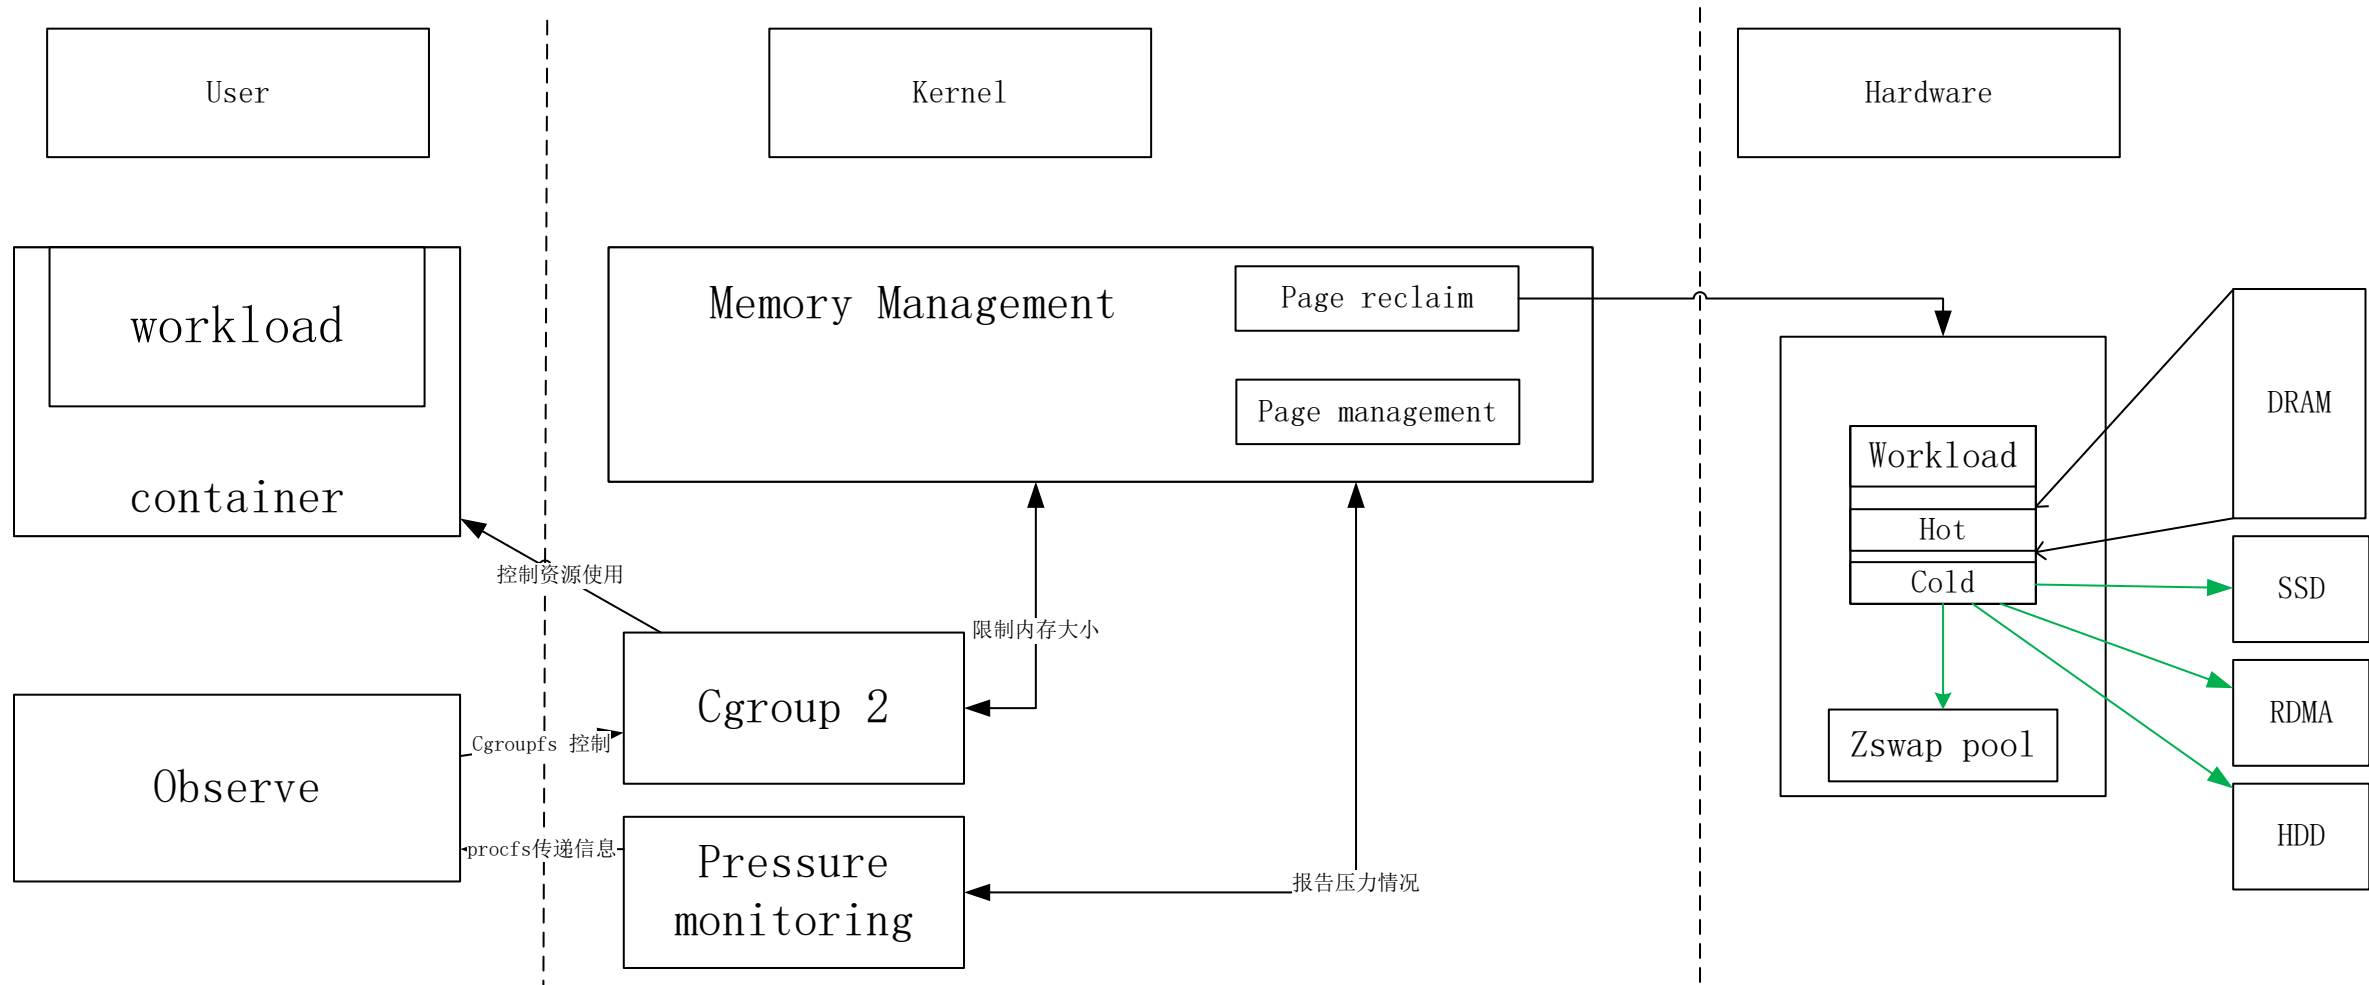 User
Kernel
Hardware
workload
container
Memory Management
Page reclaim
Page management
控制资源使用
限制内存大小
Cgroup 2
Observe
Cgroupfs 控制
procfs传递信息
Pressure
monitoring
报告压力情况
Workload
Hot
Cold
Zswap pool
DRAM
SSD
RDMA
HDD